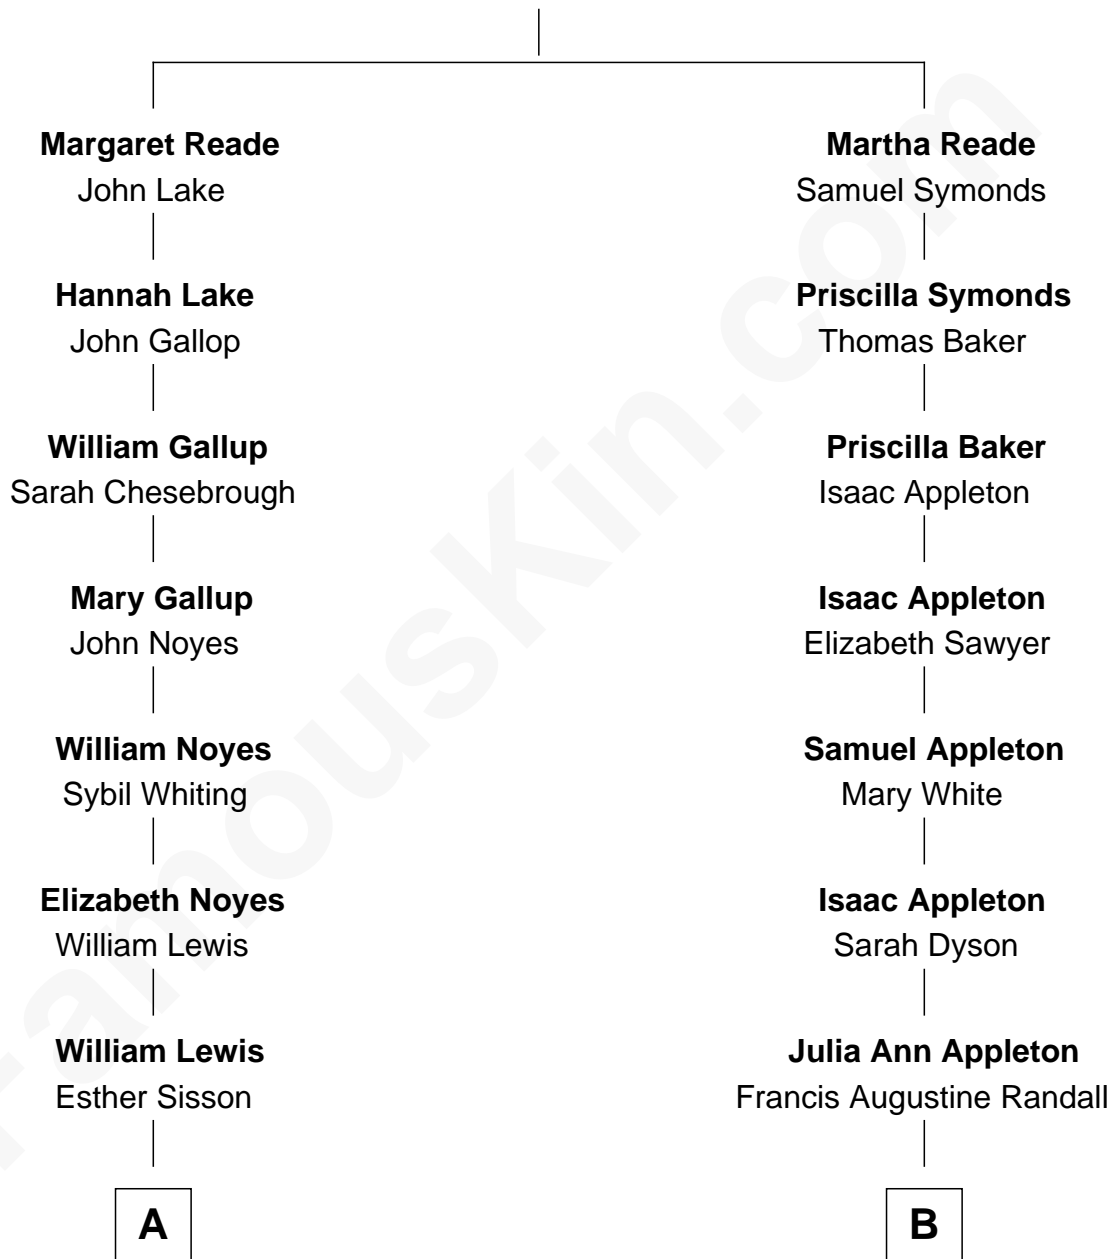 Margaret Reade
John Lake
Martha Reade
Samuel Symonds
Hannah Lake
John Gallop
Priscilla Symonds
Thomas Baker
William Gallup
Sarah Chesebrough
Priscilla Baker
Isaac Appleton
Mary Gallup
John Noyes
Isaac Appleton
Elizabeth Sawyer
William Noyes
Sybil Whiting
Samuel Appleton
Mary White
Elizabeth Noyes
William Lewis
Isaac Appleton
Sarah Dyson
William Lewis
Esther Sisson
Julia Ann Appleton
Francis Augustine Randall
A
B
FamousKin.com